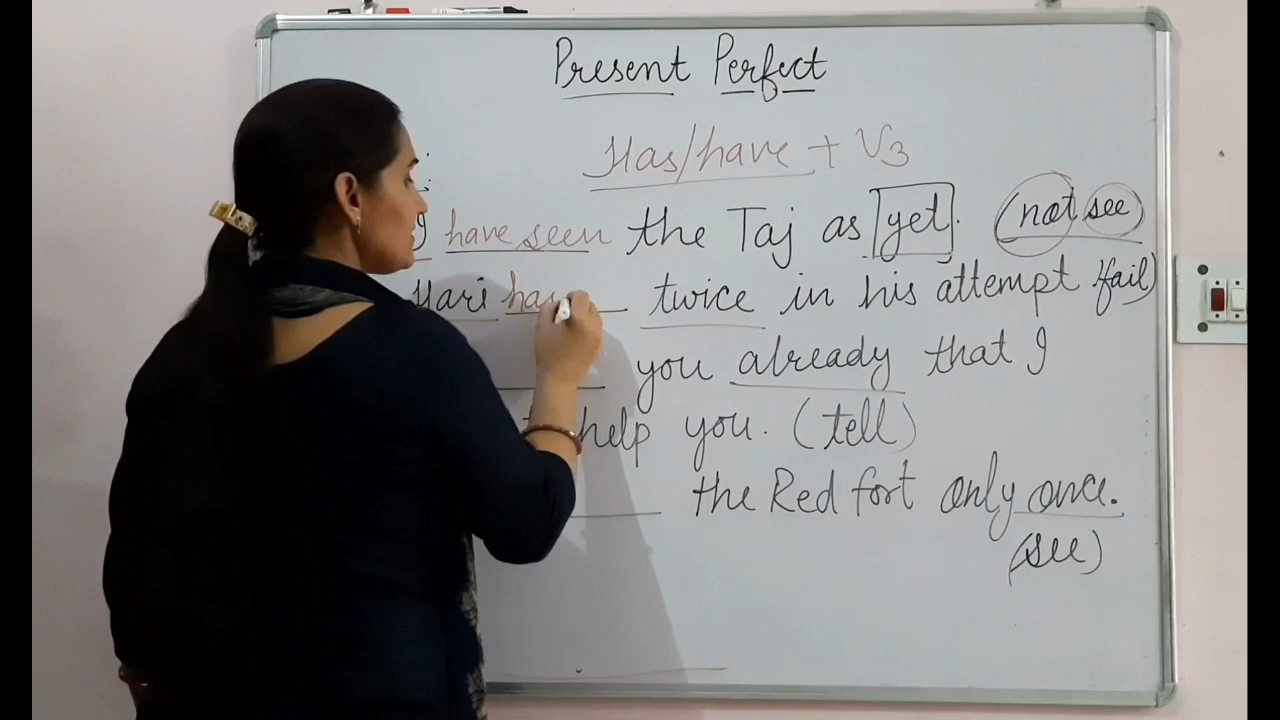 Present Perfect
Has/have + V3
I have seen the Taj as yet. (not see)
Hari has twice in his attempt (fail)
you already that I
help you. (tell)
the Red fort only once.
(see)